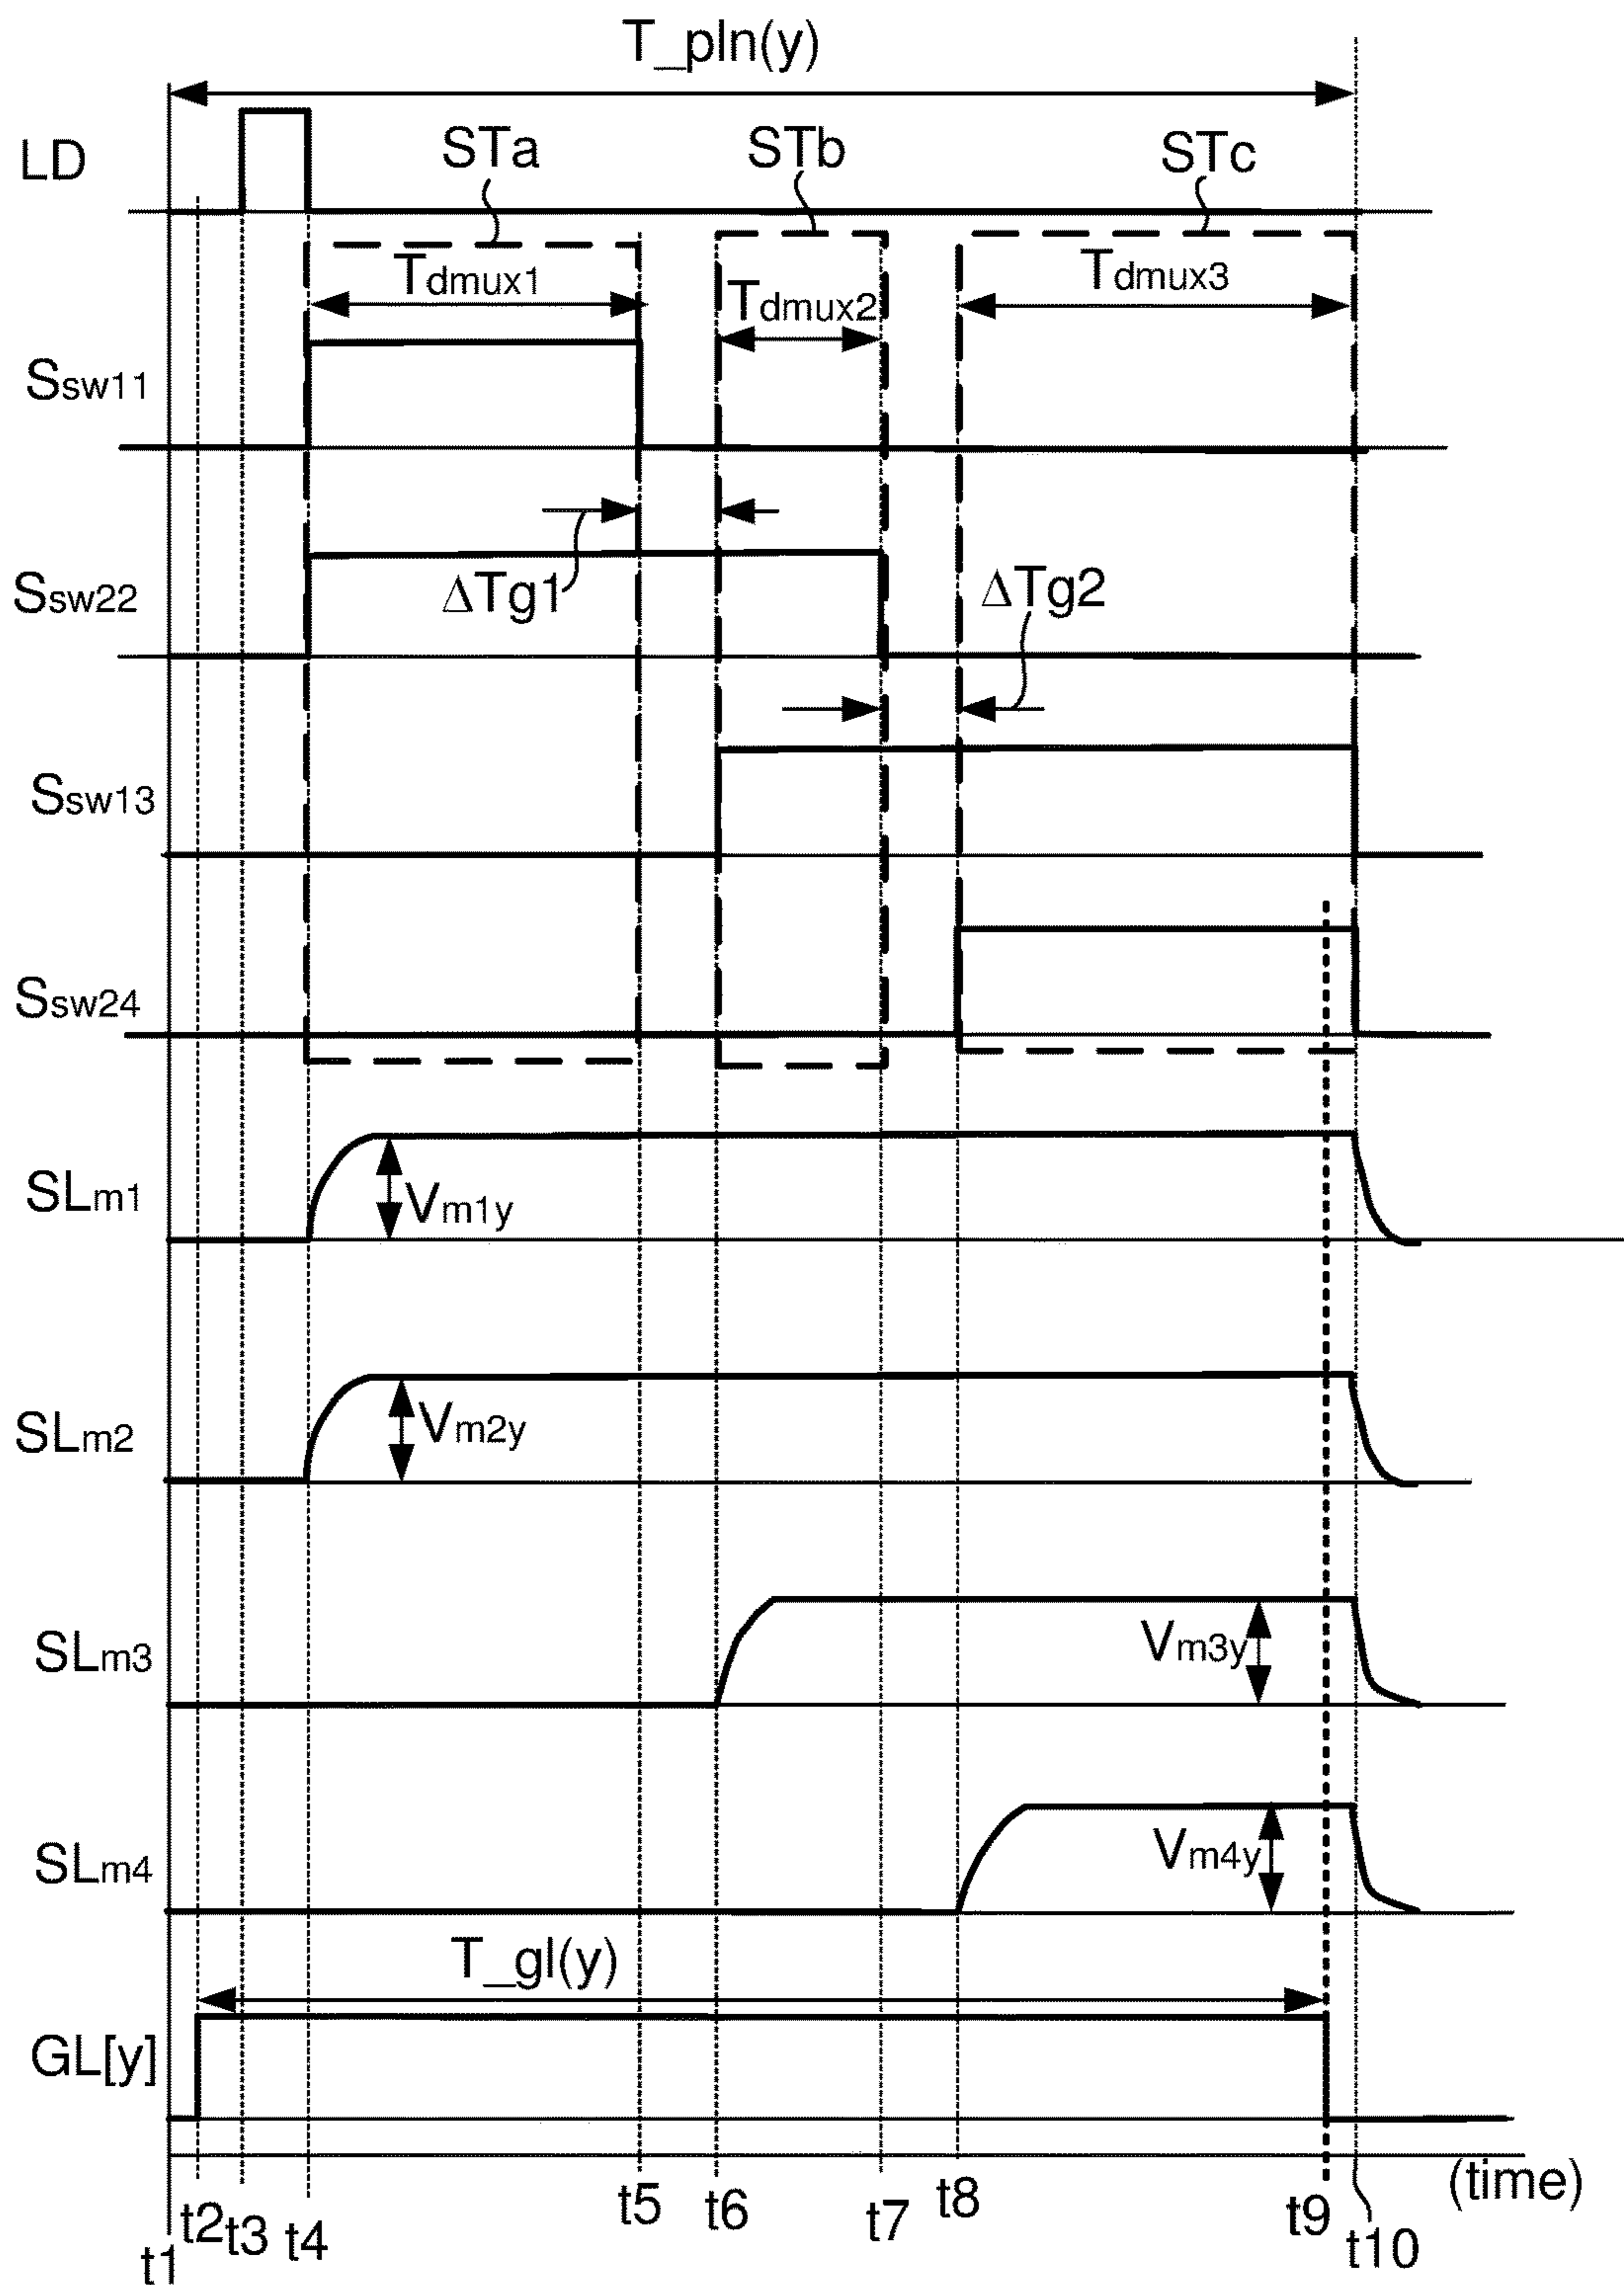 T_pln(y)
LD
STa
STb
STc
Tdmux1
Tdmux2
Tdmux3
Ssw11
Ssw22
ΔTg1
ΔTg2
Ssw13
Ssw24
SLm1
Vm1y
SLm2
Vm2y
SLm3
Vm3y
SLm4
Vm4y
T_gl(y)
GL[y]
(time)
t1
t2
t3
t4
t5
t6
t7
t8
t9
t10